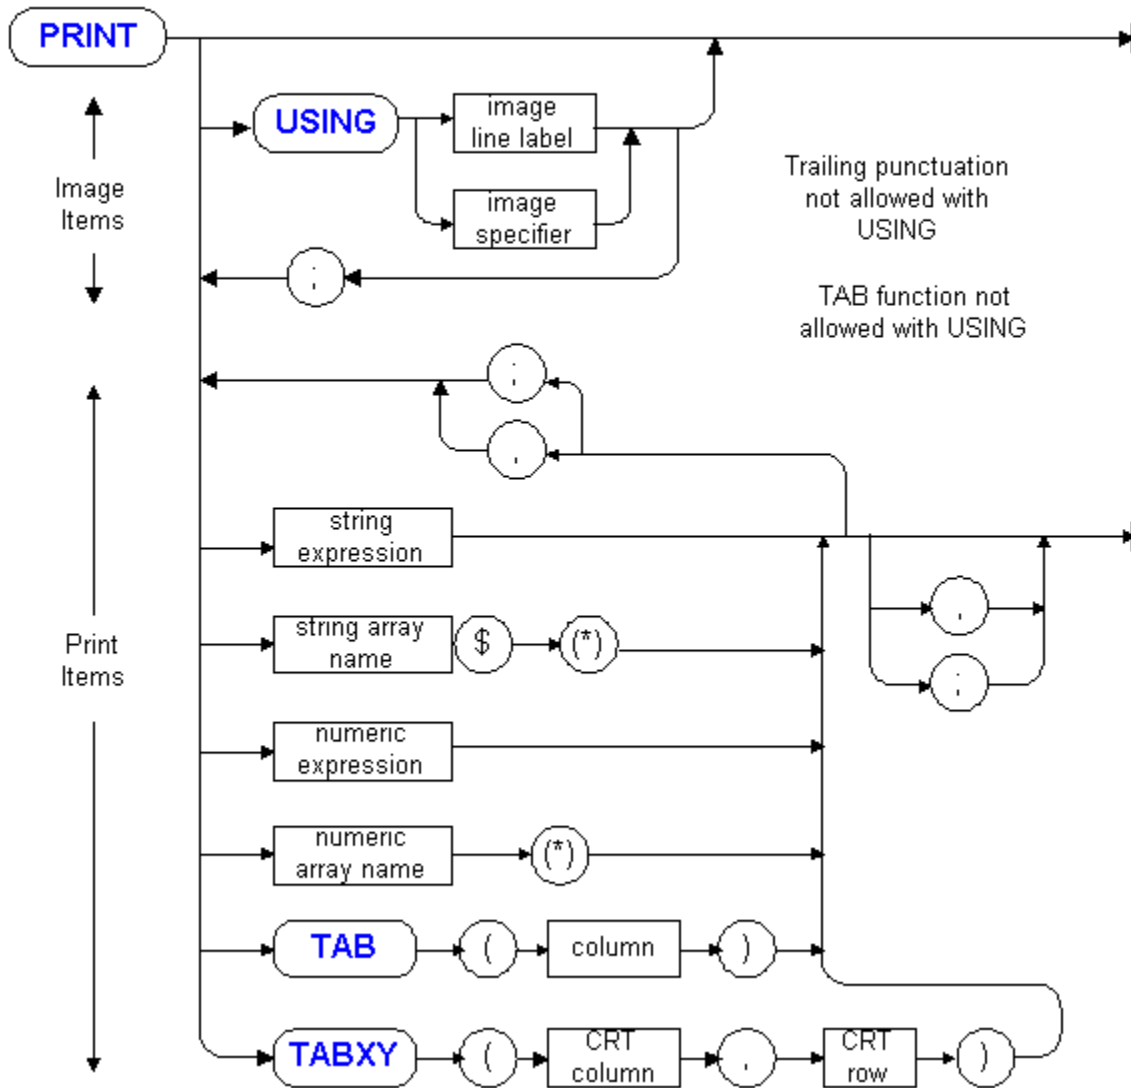 PRINT
USING
image
line label
image
specifier
;
Image
Items
Trailing punctuation
not allowed with
USING
TAB function not
allowed with USING
;
,
string
expression
,
;
string array
name
$
(*)
Print
Items
numeric
expression
numeric
array name
(*)
TAB
(
column
)
TABXY
(
CRT
column
,
CRT
row
)